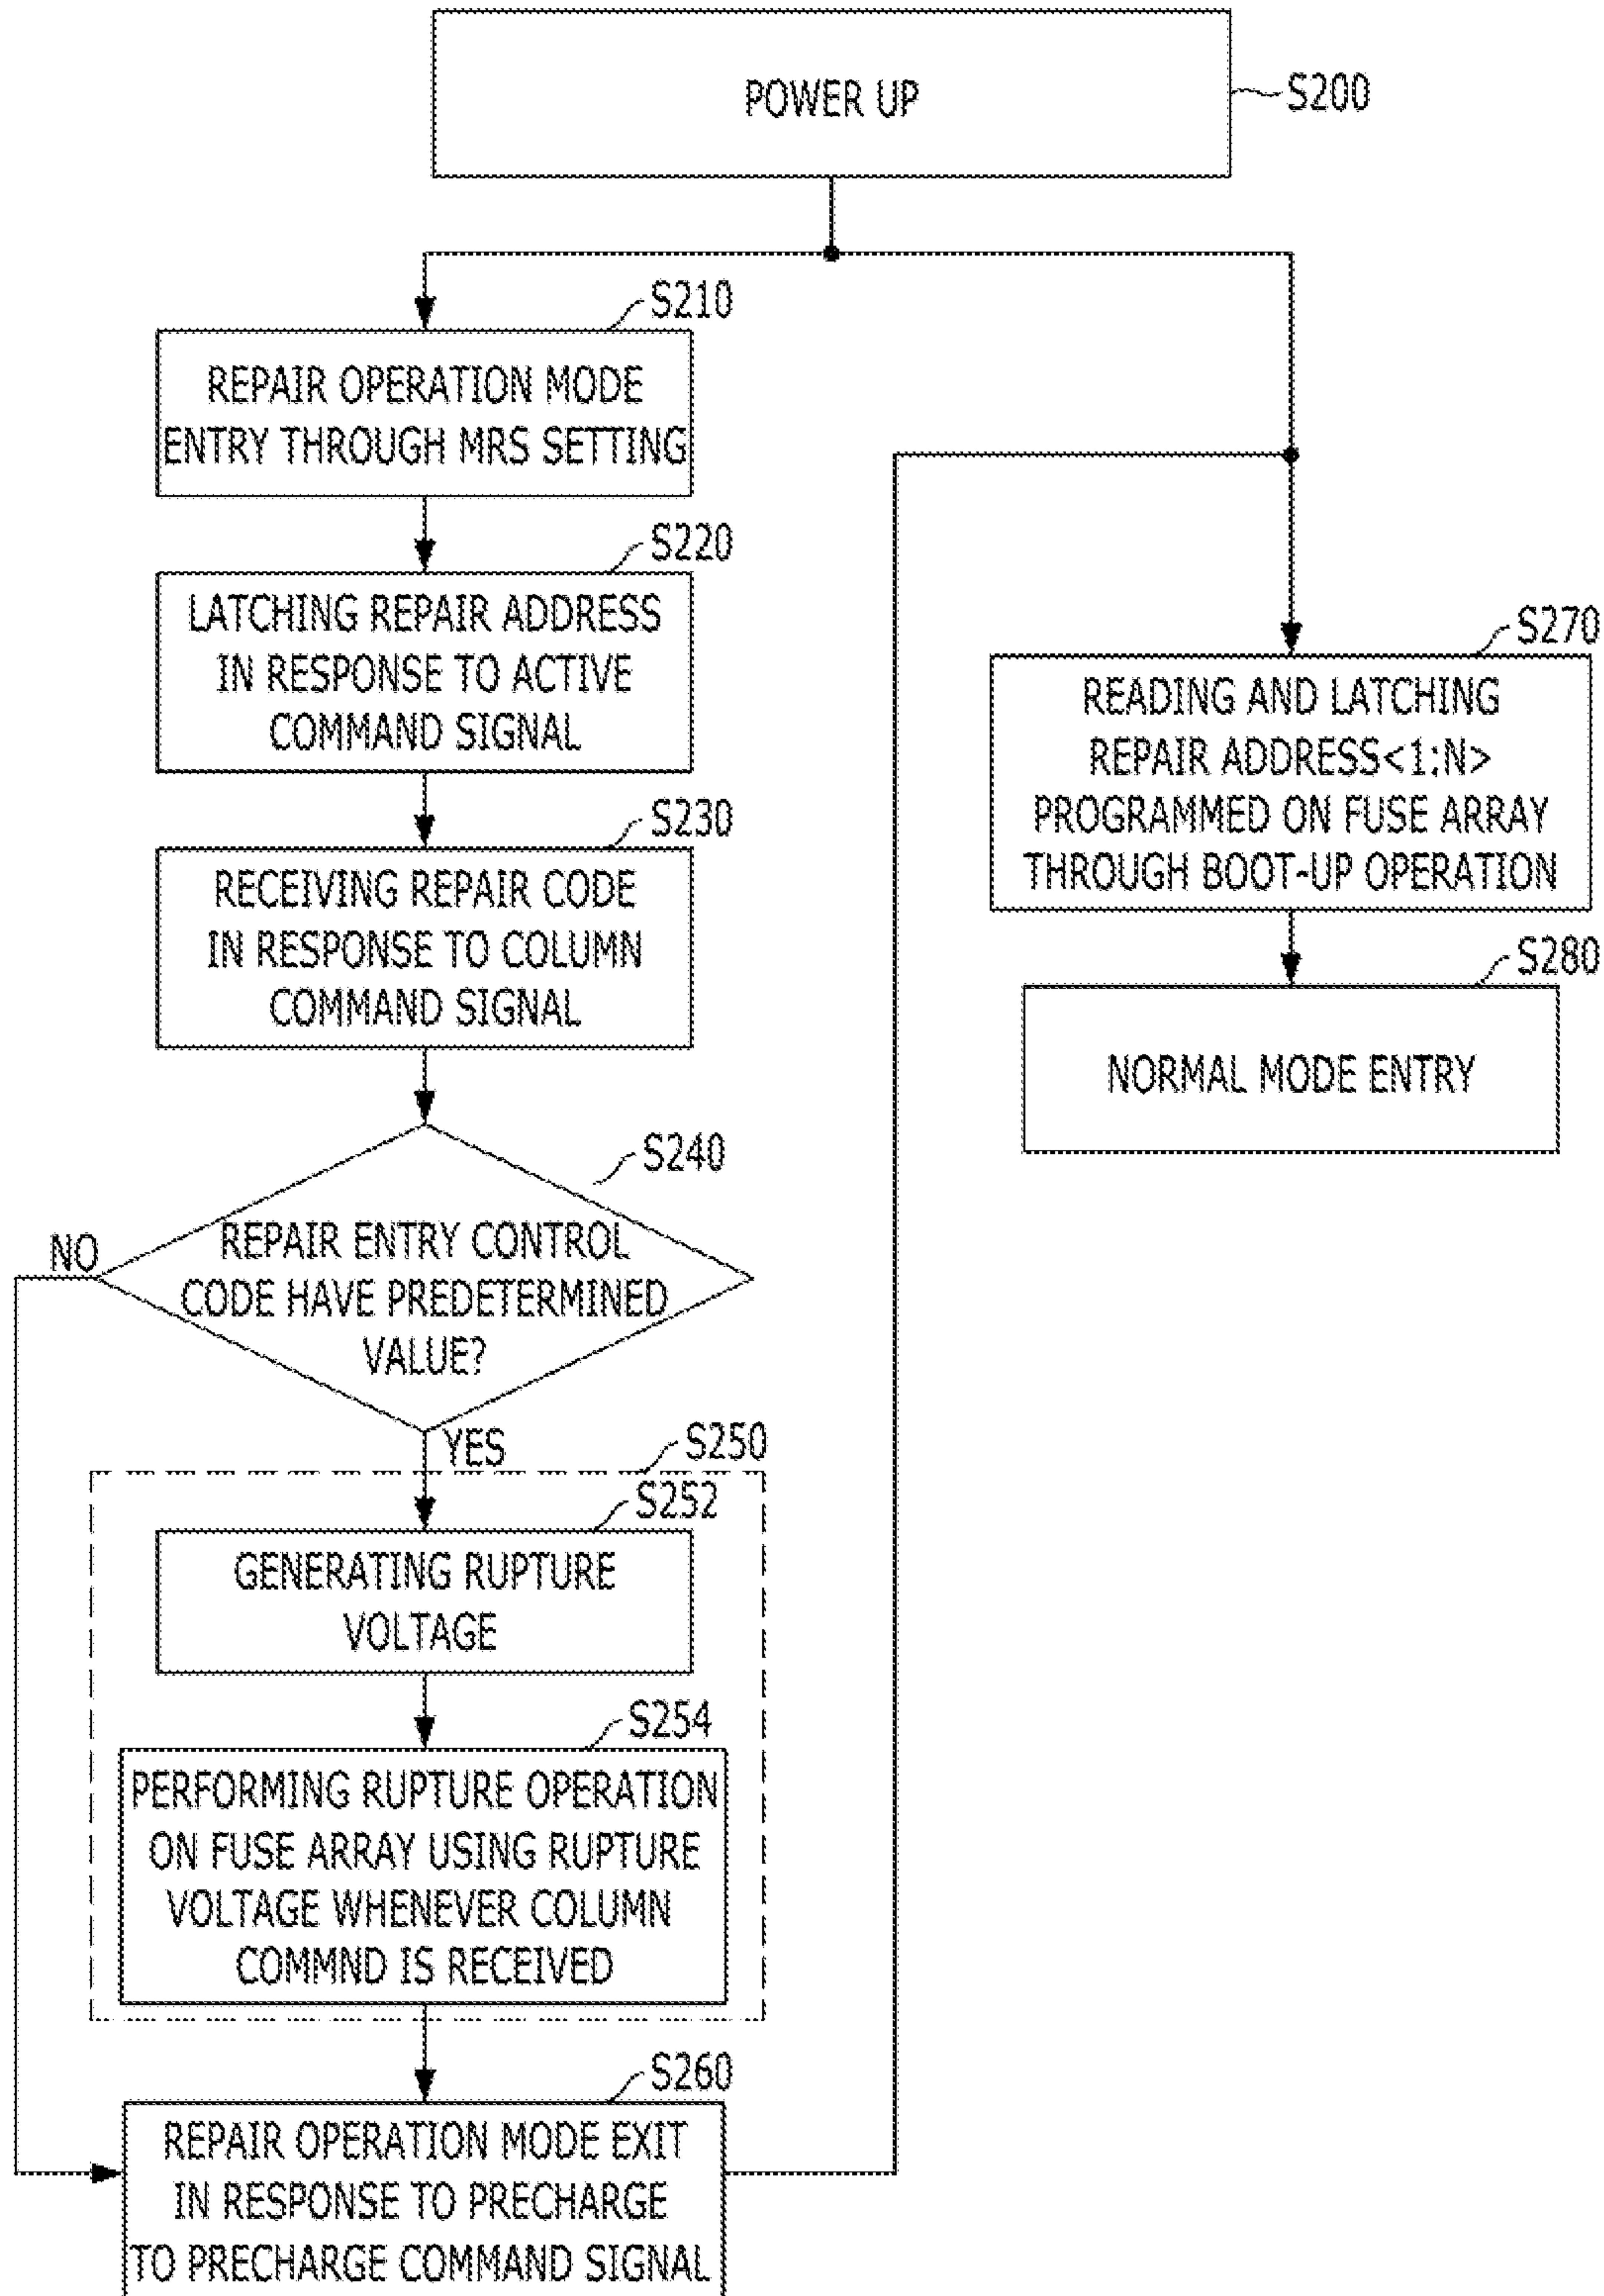 POWER UP
S200
S210
REPAIR OPERATION MODE
ENTRY THROUGH MRS SETTING
S220
LATCHING REPAIR ADDRESS
IN RESPONSE TO ACTIVE
COMMAND SIGNAL
S230
RECEIVING REPAIR CODE
IN RESPONSE TO COLUMN
COMMAND SIGNAL
S240
REPAIR ENTRY CONTROL
CODE HAVE PREDETERMINED
VALUE?
NO
YES
S250
S252
GENERATING RUPTURE
VOLTAGE
S254
PERFORMING RUPTURE OPERATION
ON FUSE ARRAY USING RUPTURE
VOLTAGE WHENEVER COLUMN
COMMND IS RECEIVED
S260
REPAIR OPERATION MODE EXIT
IN RESPONSE TO PRECHARGE
TO PRECHARGE COMMAND SIGNAL
S270
READING AND LATCHING
REPAIR ADDRESS<1:N>
PROGRAMMED ON FUSE ARRAY
THROUGH BOOT-UP OPERATION
S280
NORMAL MODE ENTRY